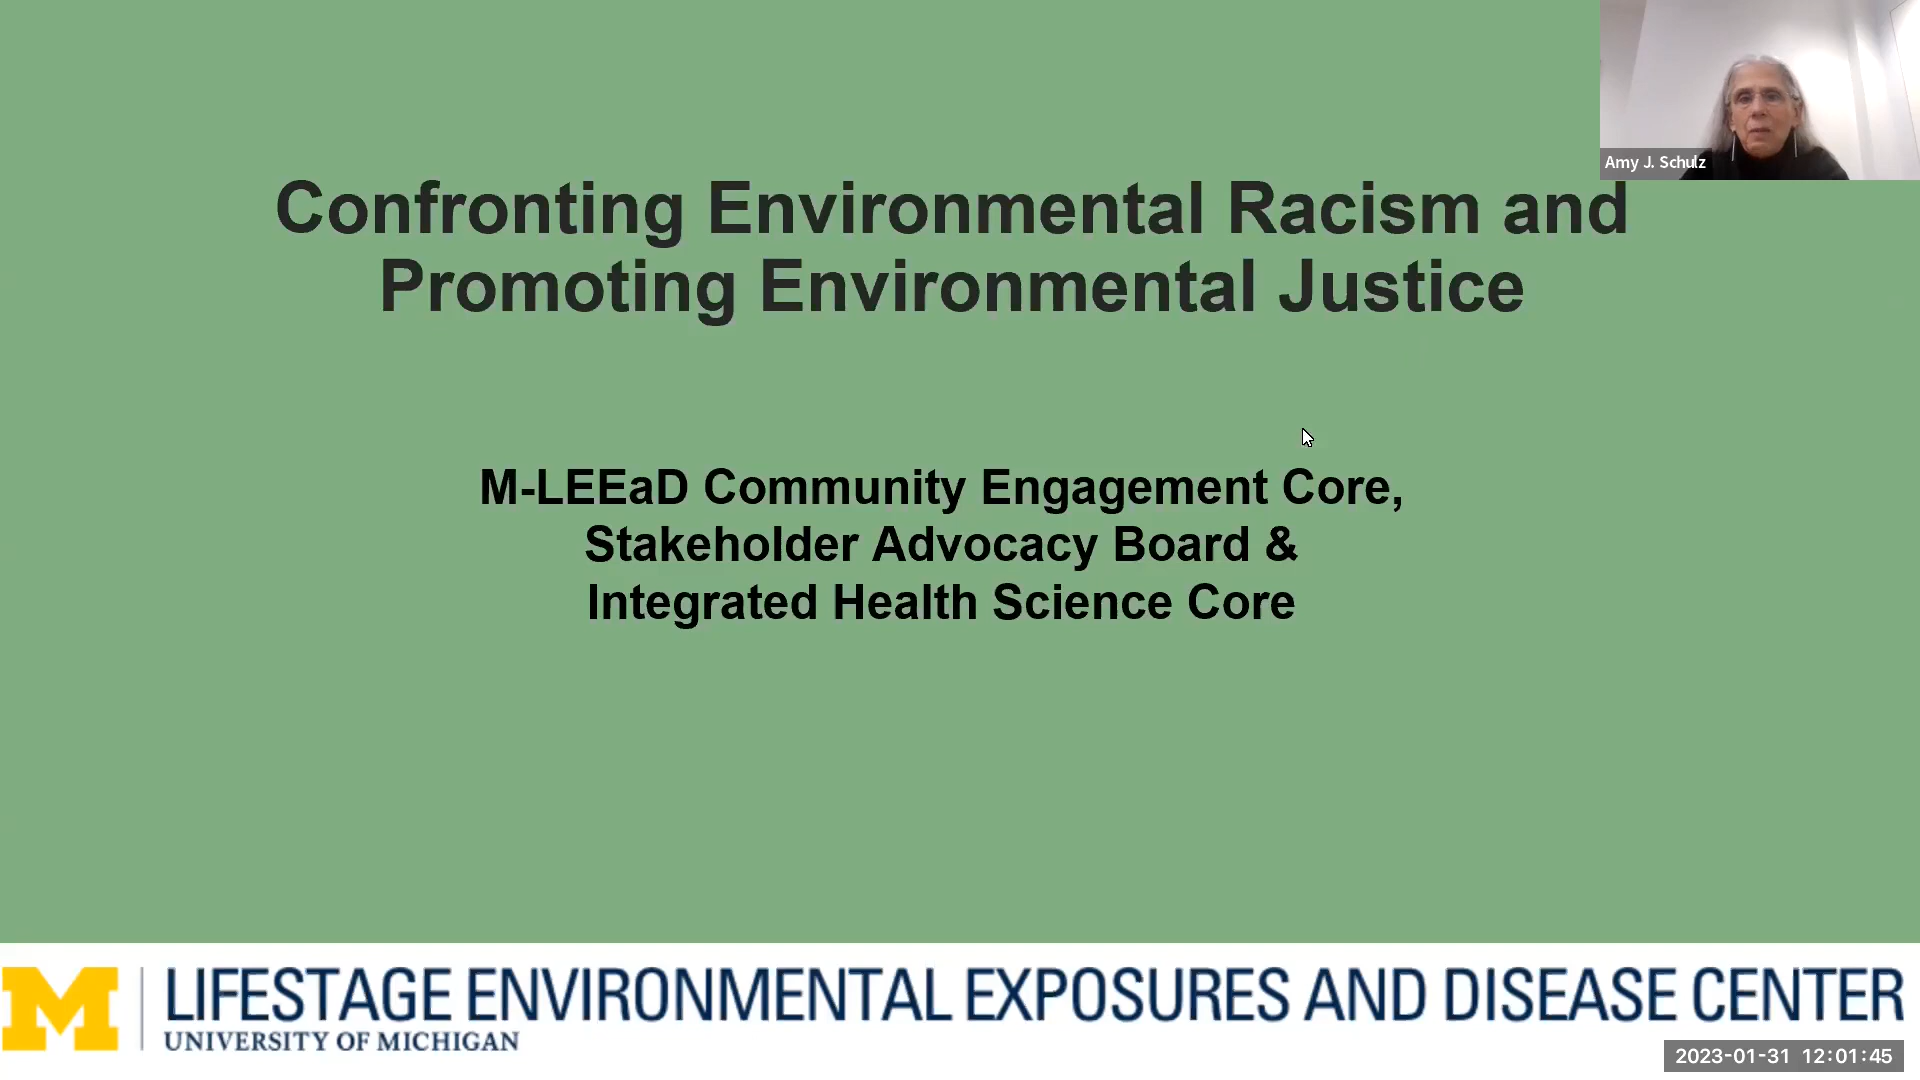 Amy J. Schulz
Confronting Environmental Racism and
Promoting Environmental Justice
M-LEEaD Community Engagement Core,
Stakeholder Advocacy Board &
Integrated Health Science Core
M
LIFESTAGE ENVIRONMENTAL EXPOSURES AND DISEASE CENTER
UNIVERSITY OF MICHIGAN
2023-01-31 12:01:45